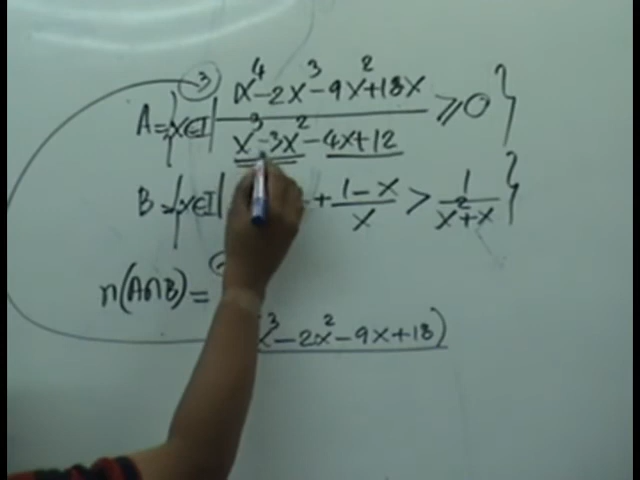 ③
A = {x∈I | x⁴-2x³-9x²+18x / x³-3x²-4x+12 ≥ 0}
B = {x∈I | + 1-x / x > 1 / x²+x}
n(A∩B) =
x³-2x²-9x+18)